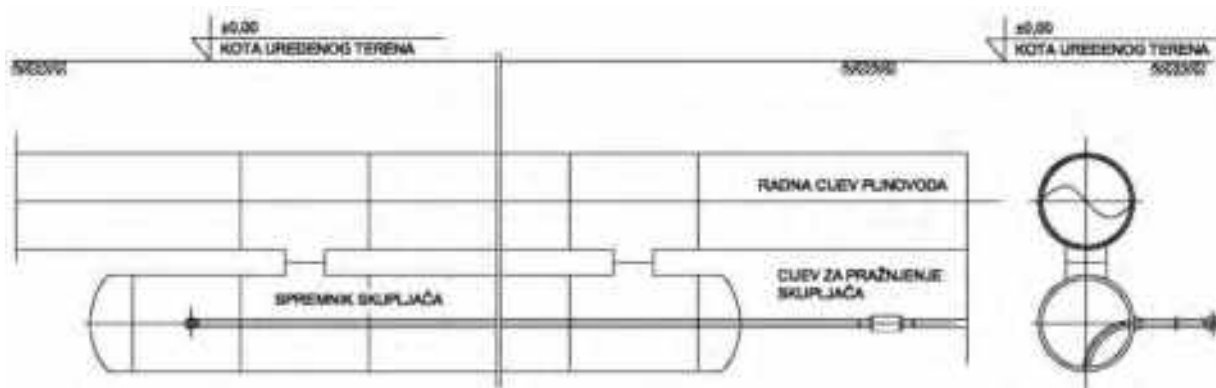 ±0,00
KOTA UREĐENOG TERENA
±0,00
KOTA UREĐENOG TERENA
RADNA CIJEV PLINOVODA
CIJEV ZA PRAŽNJENJE
SKUPLJAČA
SPREMNIK SKUPLJAČA